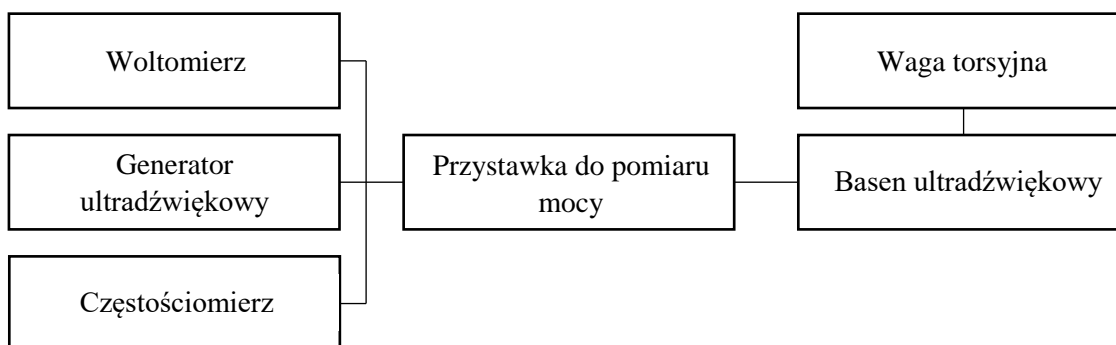 Woltomierz
Generator
ultradźwiękowy
Częstościomierz
Przystawka do pomiaru
mocy
Waga torsyjna
Basen ultradźwiękowy